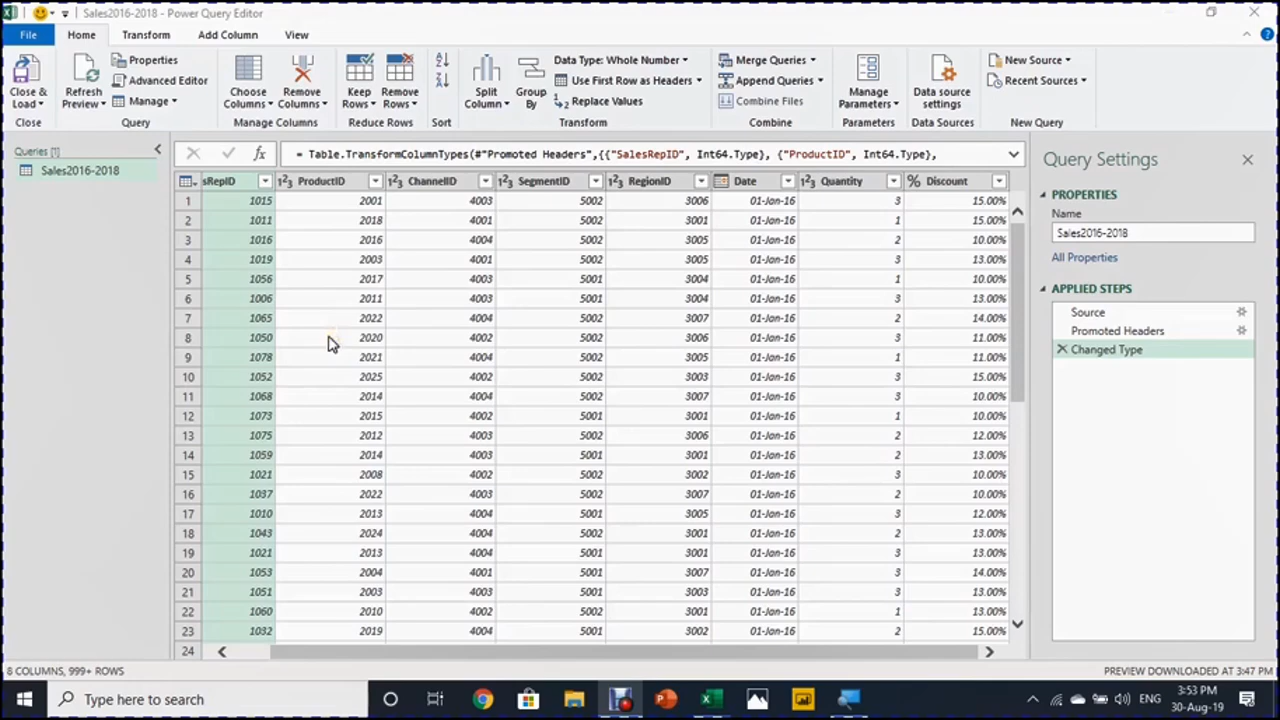 Sales2016-2018 - Power Query Editor
File Home Transform Add Column View
Close & Load
Refresh Preview
Properties
Advanced Editor
Manage
Choose Columns
Remove Columns
Keep Rows
Remove Rows
Split Column
Group By
Data Type: Whole Number
Use First Row as Headers
Replace Values
Merge Queries
Append Queries
Combine Files
Manage Parameters
Data source settings
New Source
Recent Sources
Close Query Manage Columns Reduce Rows Sort Transform Combine Parameters Data Sources New Query
Queries [1]
Sales2016-2018
fx = Table.TransformColumnTypes(#"Promoted Headers",{{"SalesRepID", Int64.Type}, {"ProductID", Int64.Type},
sRepID 123 ProductID 123 ChannelID 123 SegmentID 123 RegionID Date 123 Quantity % Discount
1 1015 2001 4003 5002 3006 01-Jan-16 3 15.00%
2 1011 2018 4001 5002 3001 01-Jan-16 1 15.00%
3 1016 2016 4004 5002 3005 01-Jan-16 2 10.00%
4 1019 2003 4001 5002 3005 01-Jan-16 3 13.00%
5 1056 2017 4003 5001 3004 01-Jan-16 1 10.00%
6 1006 2011 4003 5001 3004 01-Jan-16 3 13.00%
7 1065 2022 4004 5002 3007 01-Jan-16 2 14.00%
8 1050 2020 4002 5002 3006 01-Jan-16 3 11.00%
9 1078 2021 4004 5002 3005 01-Jan-16 1 11.00%
10 1052 2025 4002 5002 3003 01-Jan-16 3 15.00%
11 1068 2014 4003 5002 3007 01-Jan-16 3 10.00%
12 1073 2015 4002 5001 3001 01-Jan-16 1 10.00%
13 1075 2012 4003 5002 3006 01-Jan-16 2 12.00%
14 1059 2014 4003 5001 3001 01-Jan-16 2 13.00%
15 1021 2008 4002 5002 3002 01-Jan-16 3 10.00%
16 1037 2022 4003 5002 3007 01-Jan-16 2 10.00%
17 1010 2013 4004 5001 3005 01-Jan-16 3 12.00%
18 1043 2024 4003 5002 3001 01-Jan-16 2 13.00%
19 1021 2013 4004 5001 3001 01-Jan-16 3 13.00%
20 1053 2004 4001 5001 3007 01-Jan-16 3 14.00%
21 1051 2003 4003 5001 3003 01-Jan-16 3 13.00%
22 1060 2010 4002 5002 3001 01-Jan-16 1 13.00%
23 1032 2019 4004 5001 3002 01-Jan-16 2 15.00%
24
Query Settings
PROPERTIES
Name
Sales2016-2018
All Properties
APPLIED STEPS
Source
Promoted Headers
Changed Type
8 COLUMNS, 999+ ROWS
PREVIEW DOWNLOADED AT 3:47 PM
Type here to search
ENG
3:53 PM
30-Aug-19